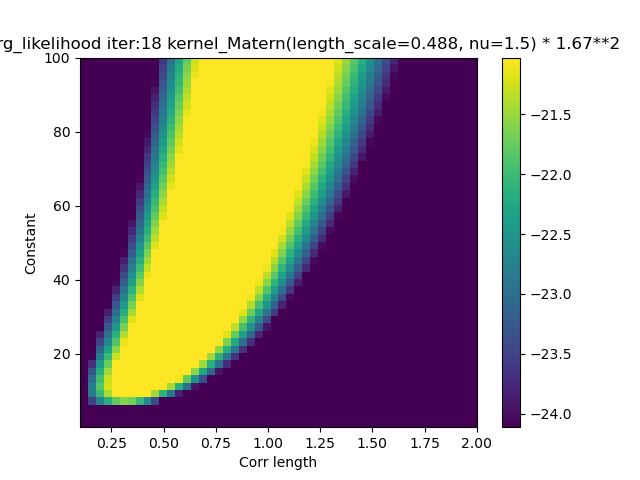 rg_likelihood iter:18 kernel_Matern(length_scale=0.488, nu=1.5) * 1.67**2
100
80
60
40
20
Constant
0.25 0.50 0.75 1.00 1.25 1.50 1.75 2.00
Corr length
−21.5
−22.0
−22.5
−23.0
−23.5
−24.0